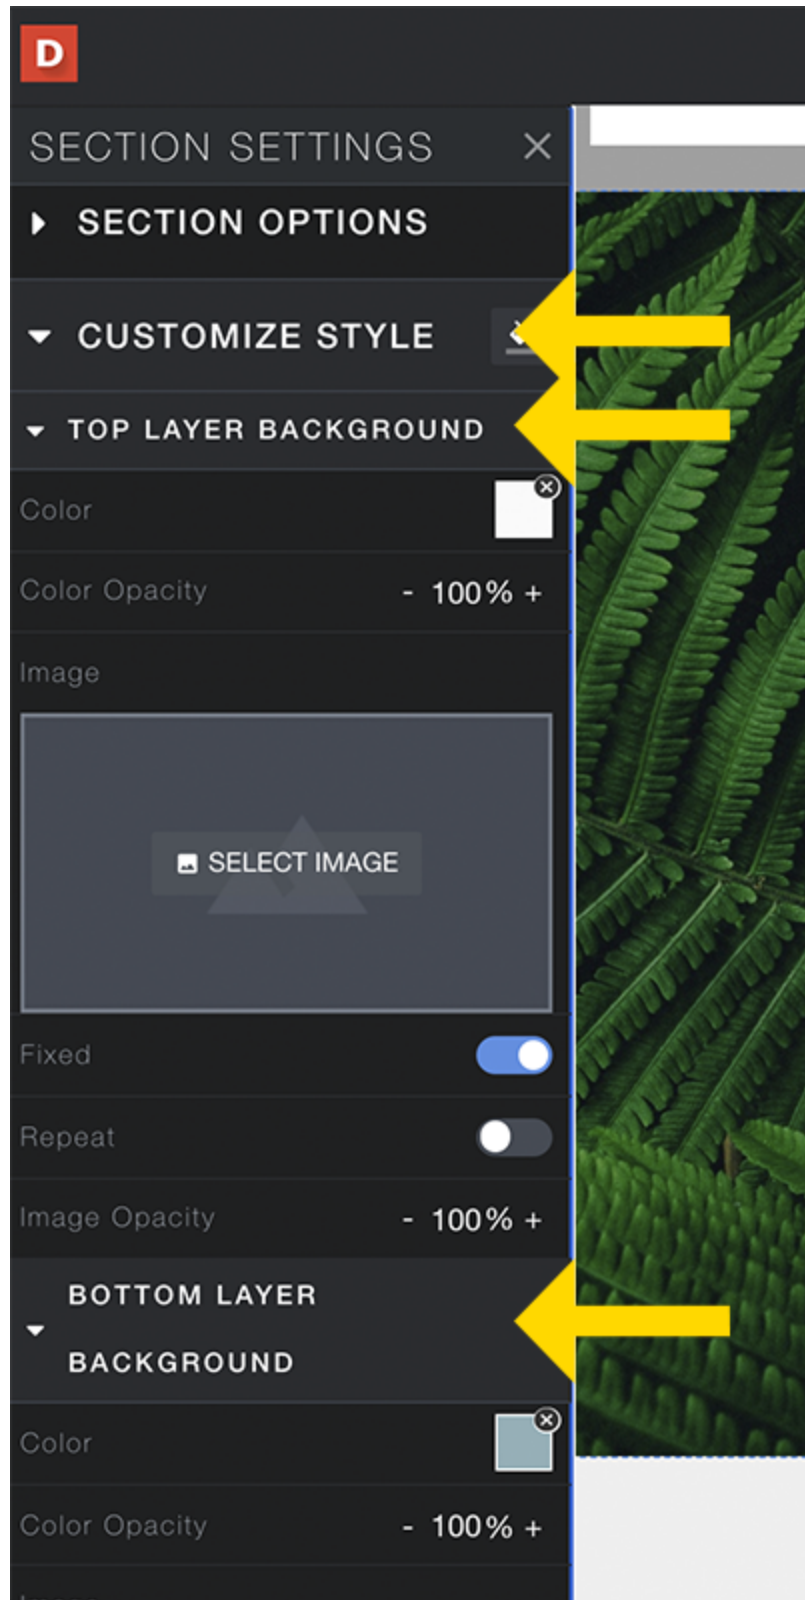 D
SECTION SETTINGS
SECTION OPTIONS
CUSTOMIZE STYLE
TOP LAYER BACKGROUND
Color
Color Opacity
- 100% +
Image
SELECT IMAGE
Fixed
Repeat
Image Opacity
- 100% +
BOTTOM LAYER
BACKGROUND
Color
Color Opacity
- 100% +